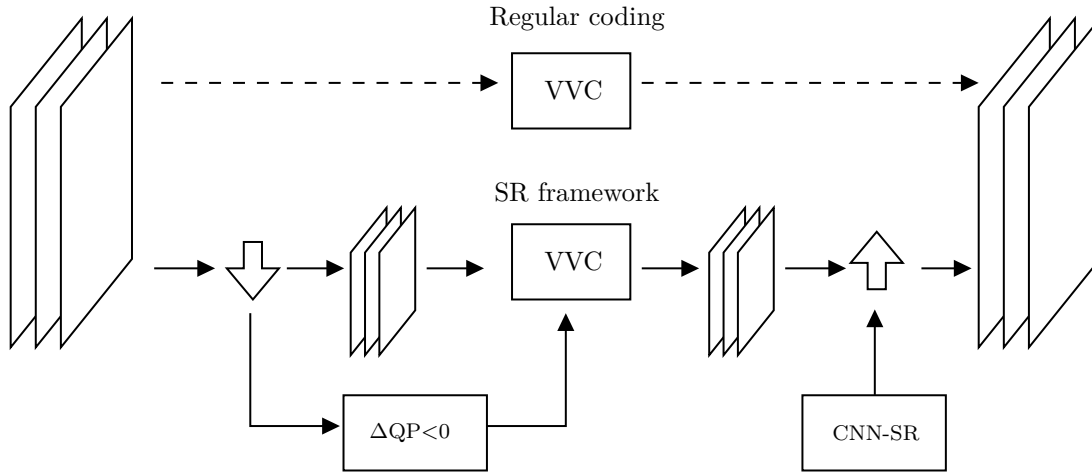 Regular coding
VVC
SR framework
VVC
ΔQP<0
CNN-SR